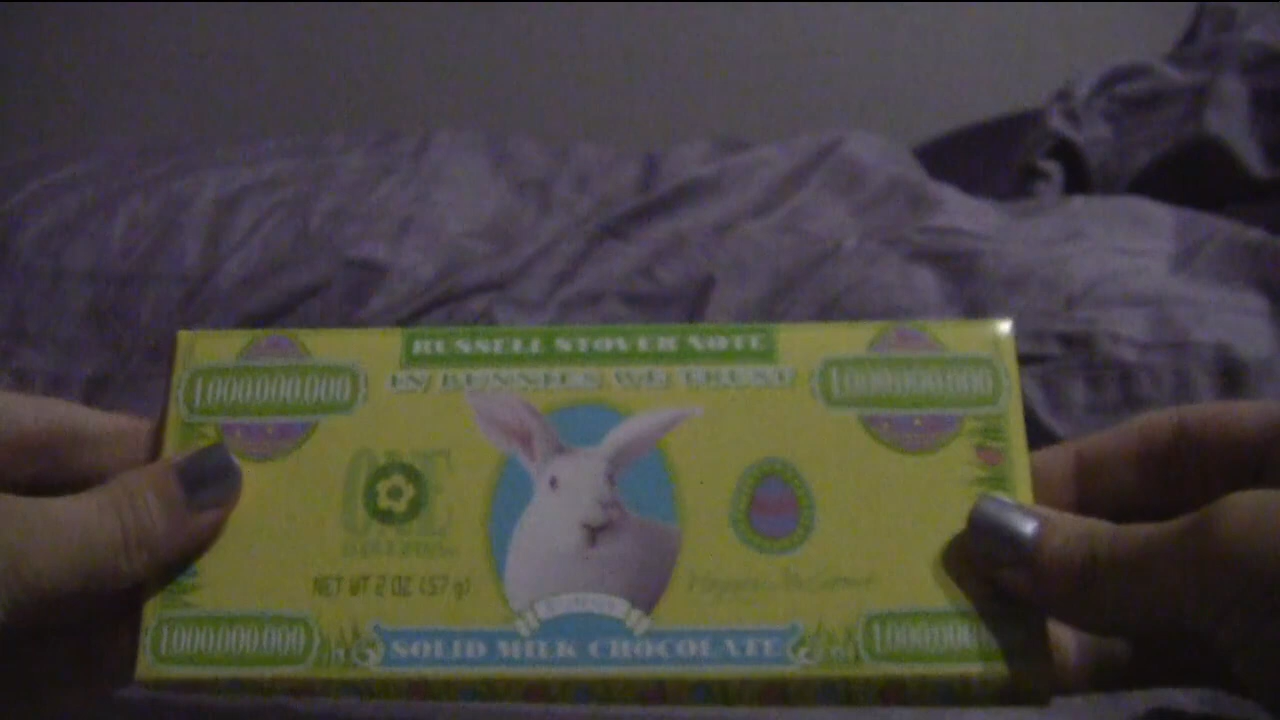 RUSSELL STOVER NOTE
IN BUNNIES WE TRUST
1,000,000,000
1,000,000,000
ONE
NET WT 2 OZ (57 g)
1,000,000,000
SOLID MILK CHOCOLATE